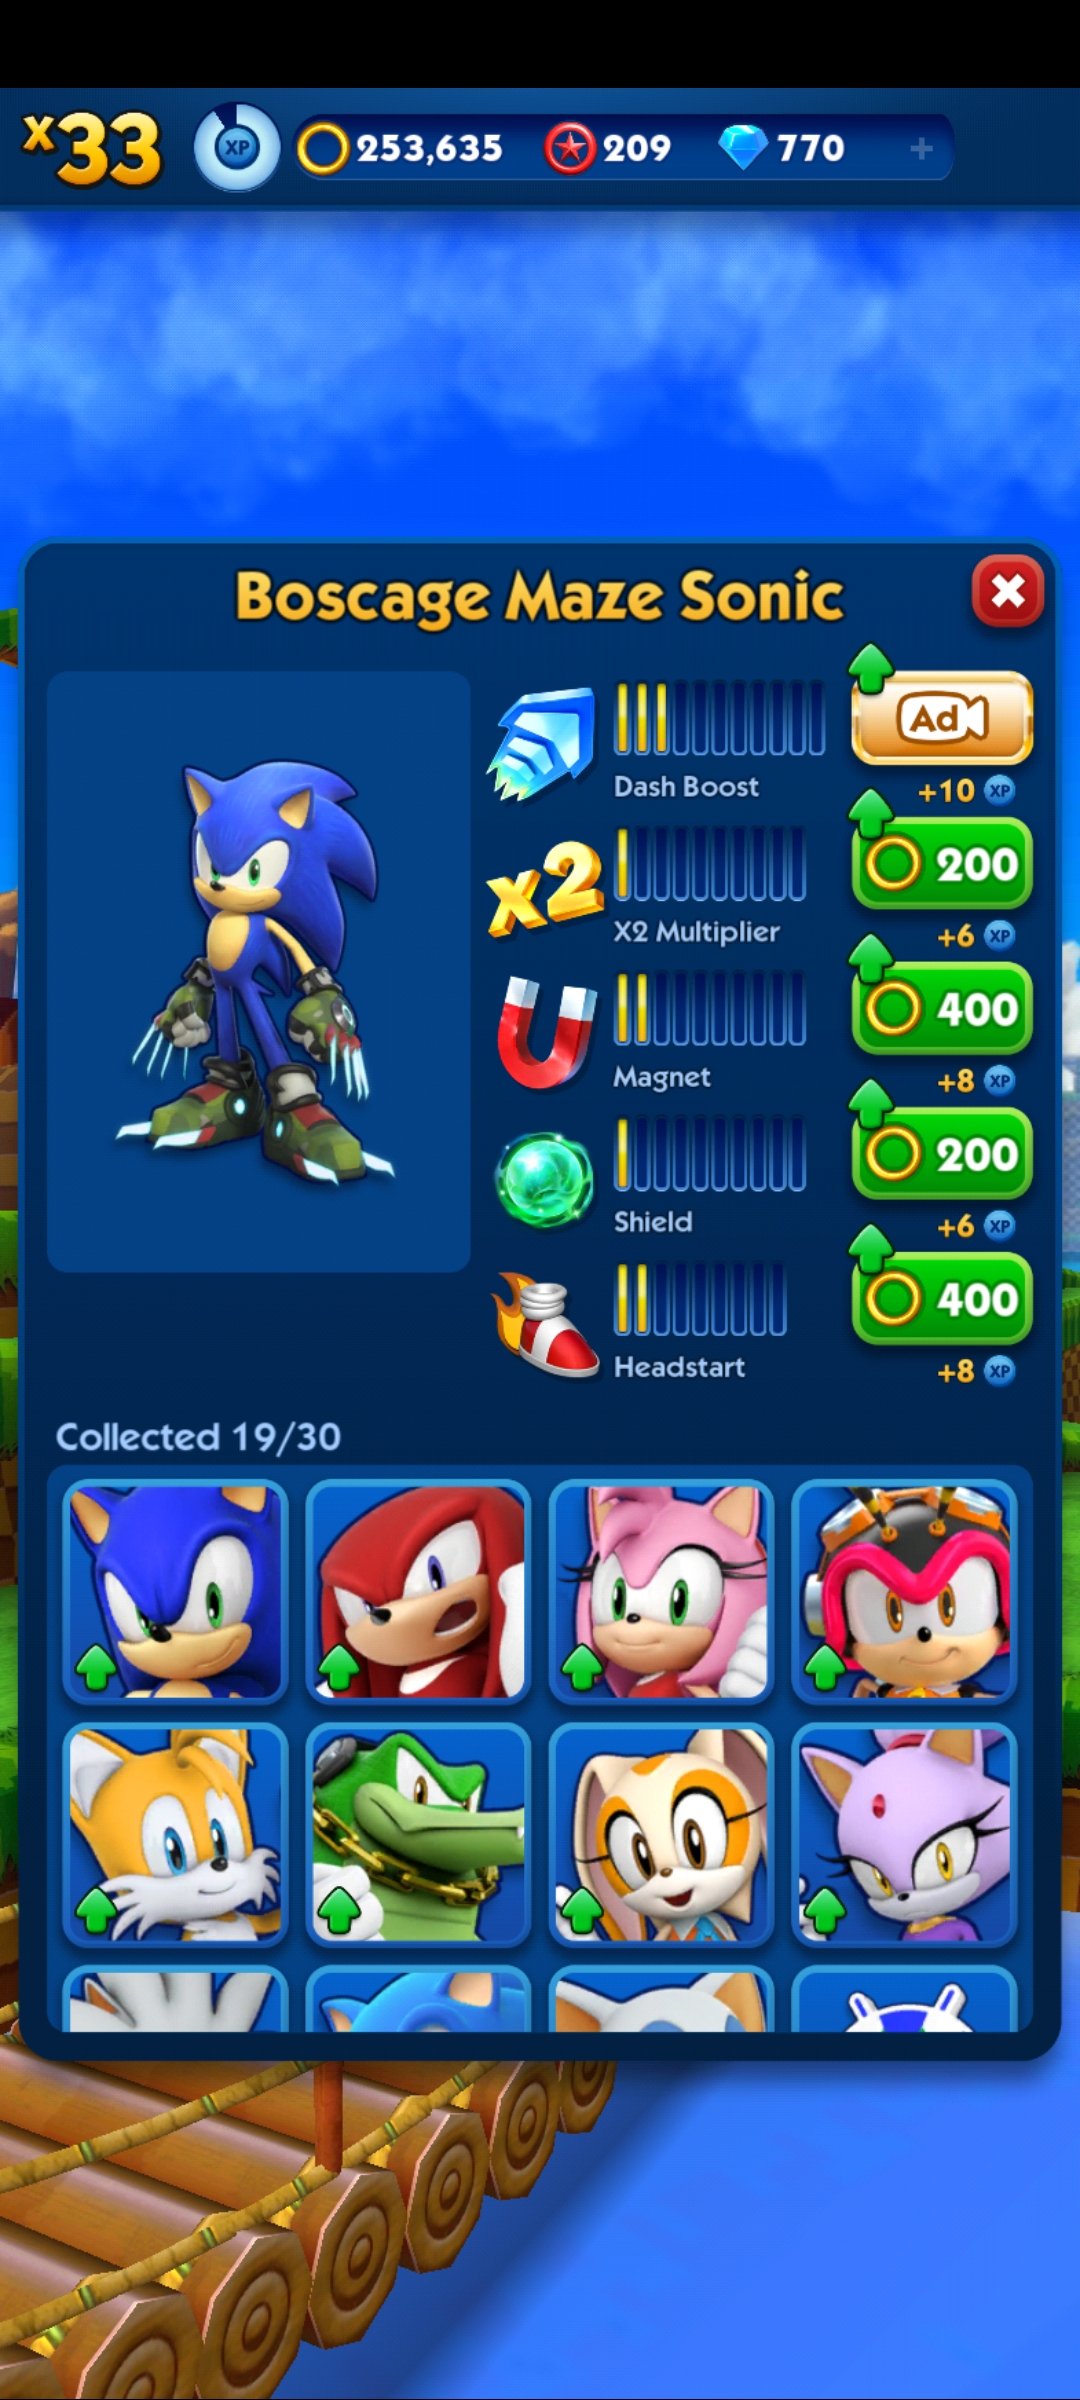 x33 XP 253,635 209 770 +
Boscage Maze Sonic
Ad
Dash Boost
+10 XP
x2
200
X2 Multiplier
+6 XP
400
Magnet
+8 XP
200
Shield
+6 XP
400
Headstart
+8 XP
Collected 19/30